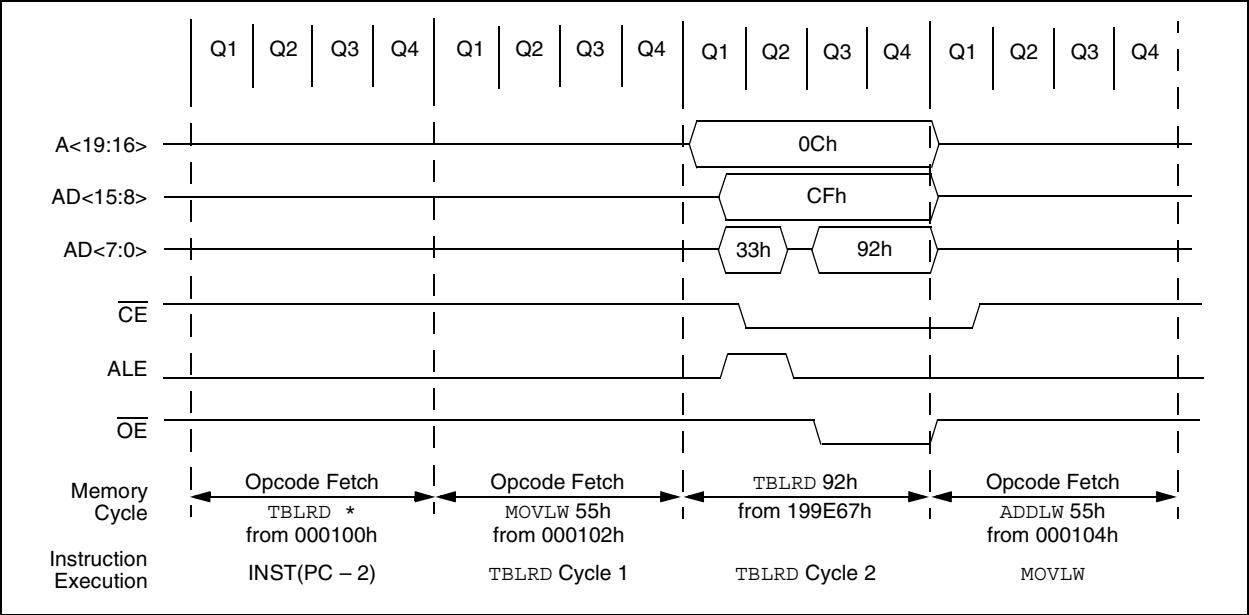 Q1 Q2 Q3 Q4 Q1 Q2 Q3 Q4 Q1 Q2 Q3 Q4 Q1 Q2 Q3 Q4
A<19:16> 0Ch
AD<15:8> CFh
AD<7:0> 33h 92h
CE
ALE
OE
Memory Cycle
Opcode Fetch
TBLRD *
from 000100h
Opcode Fetch
MOVLW 55h
from 000102h
TBLRD 92h
from 199E67h
Opcode Fetch
ADDLW 55h
from 000104h
Instruction
Execution
INST(PC – 2) TBLRD Cycle 1 TBLRD Cycle 2 MOVLW